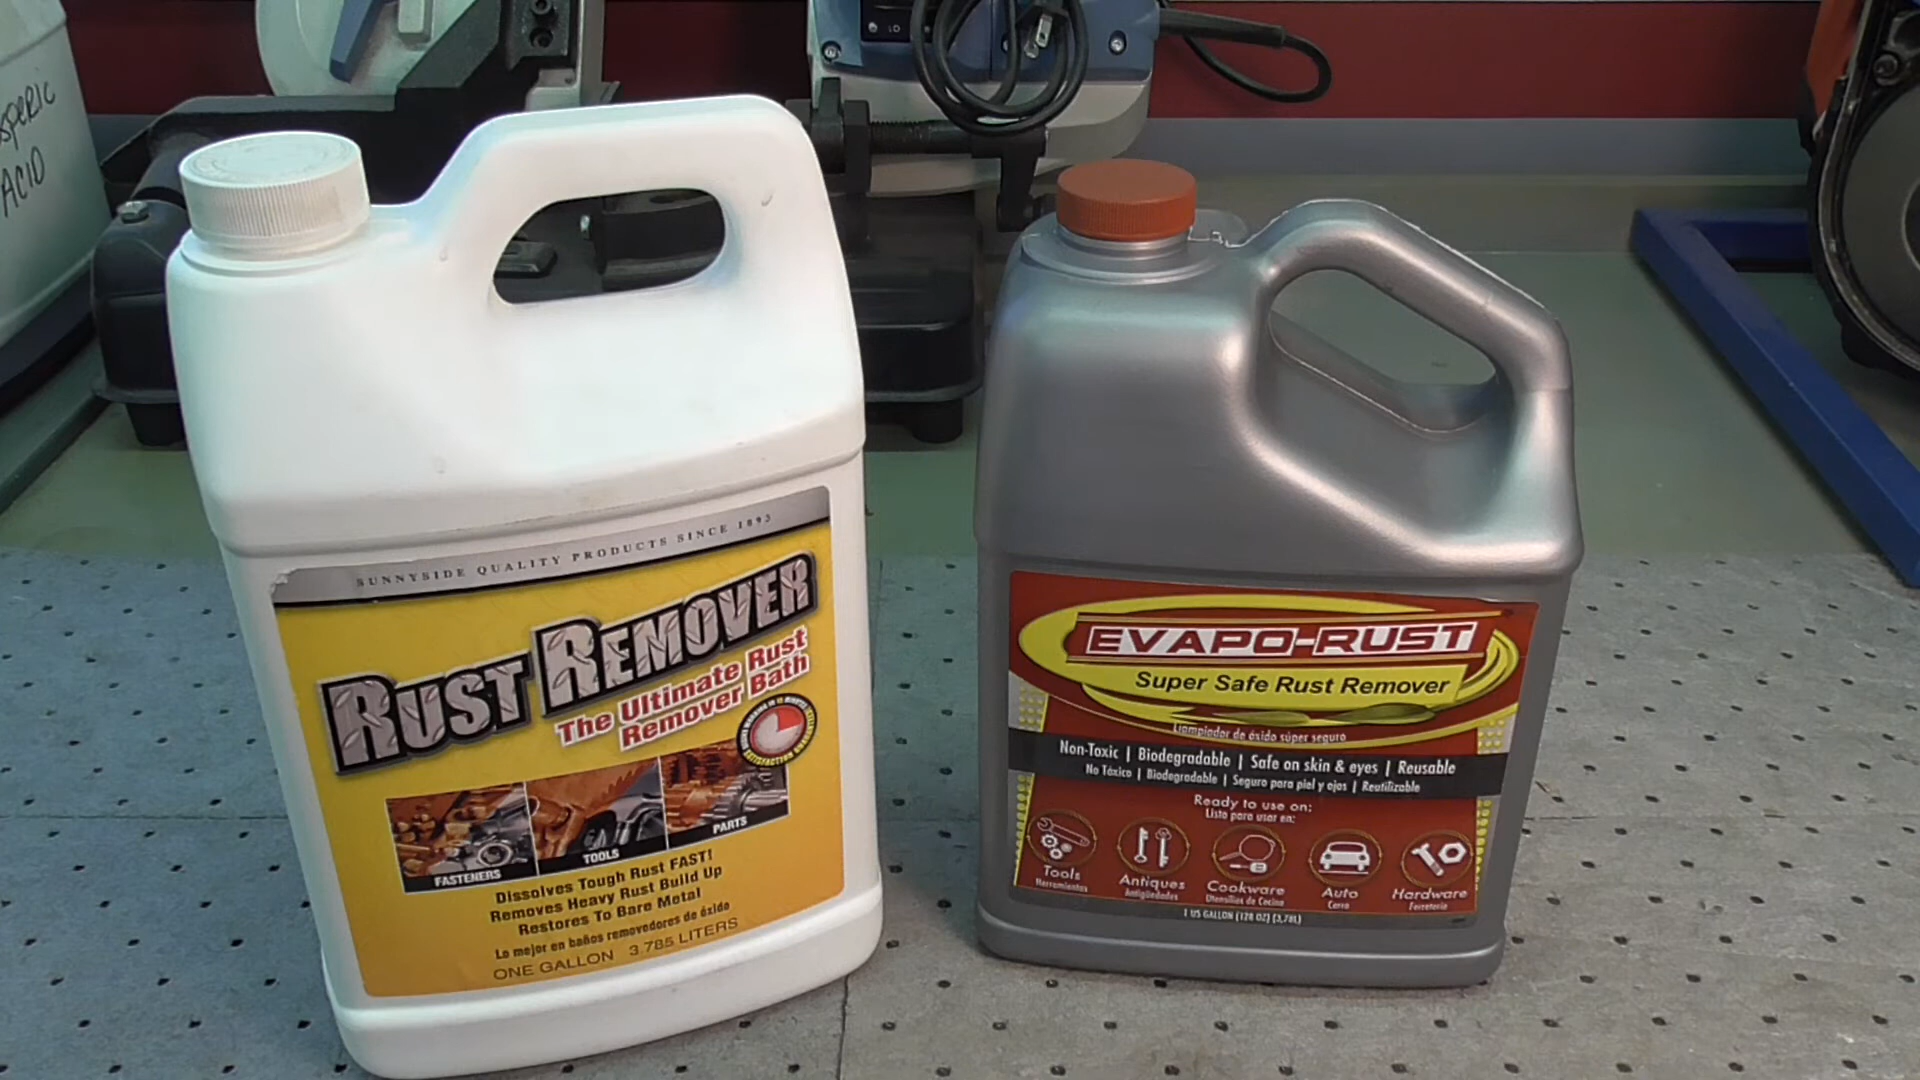 ACID
SUNNYSIDE QUALITY PRODUCTS SINCE 1893
RUST REMOVER
The Ultimate Rust
Remover Bath
FASTENERS
TOOLS
PARTS
Dissolves Tough Rust FAST!
Removes Heavy Rust Build Up
Restores To Bare Metal
Lo mejor en baños removedores de óxido
ONE GALLON 3.785 LITERS
EVAPO-RUST
Super Safe Rust Remover
Limpiador de óxido súper seguro
Non-Toxic | Biodegradable | Safe on skin & eyes | Reusable
No Tóxico | Biodegradable | Seguro para piel y ojos | Reutilizable
Ready to use on:
Listo para usar en:
Tools
Herramientas
Antiques
Antigüedades
Cookware
Utensilios de Cocina
Auto
Carro
Hardware
Ferretería
1 US GALLON (128 OZ) (3.78L)